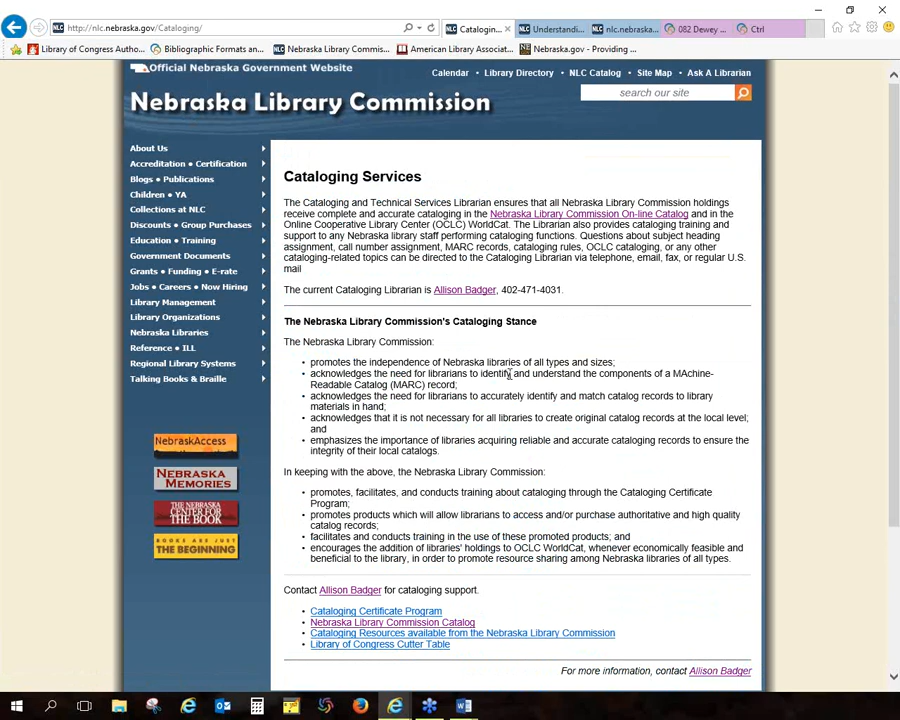 http://nlc.nebraska.gov/Cataloging/
Catalogin...
Understandi...
nlc.nebraska...
082 Dewey ...
Ctrl
Library of Congress Autho...
Bibliographic Formats an...
Nebraska Library Commis...
American Library Associat...
Nebraska.gov - Providing ...
Official Nebraska Government Website
Calendar • Library Directory • NLC Catalog • Site Map • Ask A Librarian
Nebraska Library Commission
search our site
About Us
Accreditation • Certification
Blogs • Publications
Children • YA
Collections at NLC
Discounts • Group Purchases
Education • Training
Government Documents
Grants • Funding • E-rate
Jobs • Careers • Now Hiring
Library Management
Library Organizations
Nebraska Libraries
Reference • ILL
Regional Library Systems
Talking Books & Braille
NebraskAccess
NEBRASKA
MEMORIES
THE NEBRASKA
CENTER FOR
THE BOOK
BOOKS ARE JUST
THE BEGINNING
Cataloging Services
The Cataloging and Technical Services Librarian ensures that all Nebraska Library Commission holdings
receive complete and accurate cataloging in the Nebraska Library Commission On-line Catalog and in the
Online Cooperative Library Center (OCLC) WorldCat. The Librarian also provides cataloging training and
support to any Nebraska library staff performing cataloging functions. Questions about subject heading
assignment, call number assignment, MARC records, cataloging rules, OCLC cataloging, or any other
cataloging-related topics can be directed to the Cataloging Librarian via telephone, email, fax, or regular U.S.
mail
The current Cataloging Librarian is Allison Badger, 402-471-4031.
The Nebraska Library Commission's Cataloging Stance
The Nebraska Library Commission:
• promotes the independence of Nebraska libraries of all types and sizes;
• acknowledges the need for librarians to identify and understand the components of a MAchine-
Readable Catalog (MARC) record;
• acknowledges the need for librarians to accurately identify and match catalog records to library
materials in hand;
• acknowledges that it is not necessary for all libraries to create original catalog records at the local level;
and
• emphasizes the importance of libraries acquiring reliable and accurate cataloging records to ensure the
integrity of their local catalogs.
In keeping with the above, the Nebraska Library Commission:
• promotes, facilitates, and conducts training about cataloging through the Cataloging Certificate
Program;
• promotes products which will allow librarians to access and/or purchase authoritative and high quality
catalog records;
• facilitates and conducts training in the use of these promoted products; and
• encourages the addition of libraries' holdings to OCLC WorldCat, whenever economically feasible and
beneficial to the library, in order to promote resource sharing among Nebraska libraries of all types.
Contact Allison Badger for cataloging support.
• Cataloging Certificate Program
• Nebraska Library Commission Catalog
• Cataloging Resources available from the Nebraska Library Commission
• Library of Congress Cutter Table
For more information, contact Allison Badger